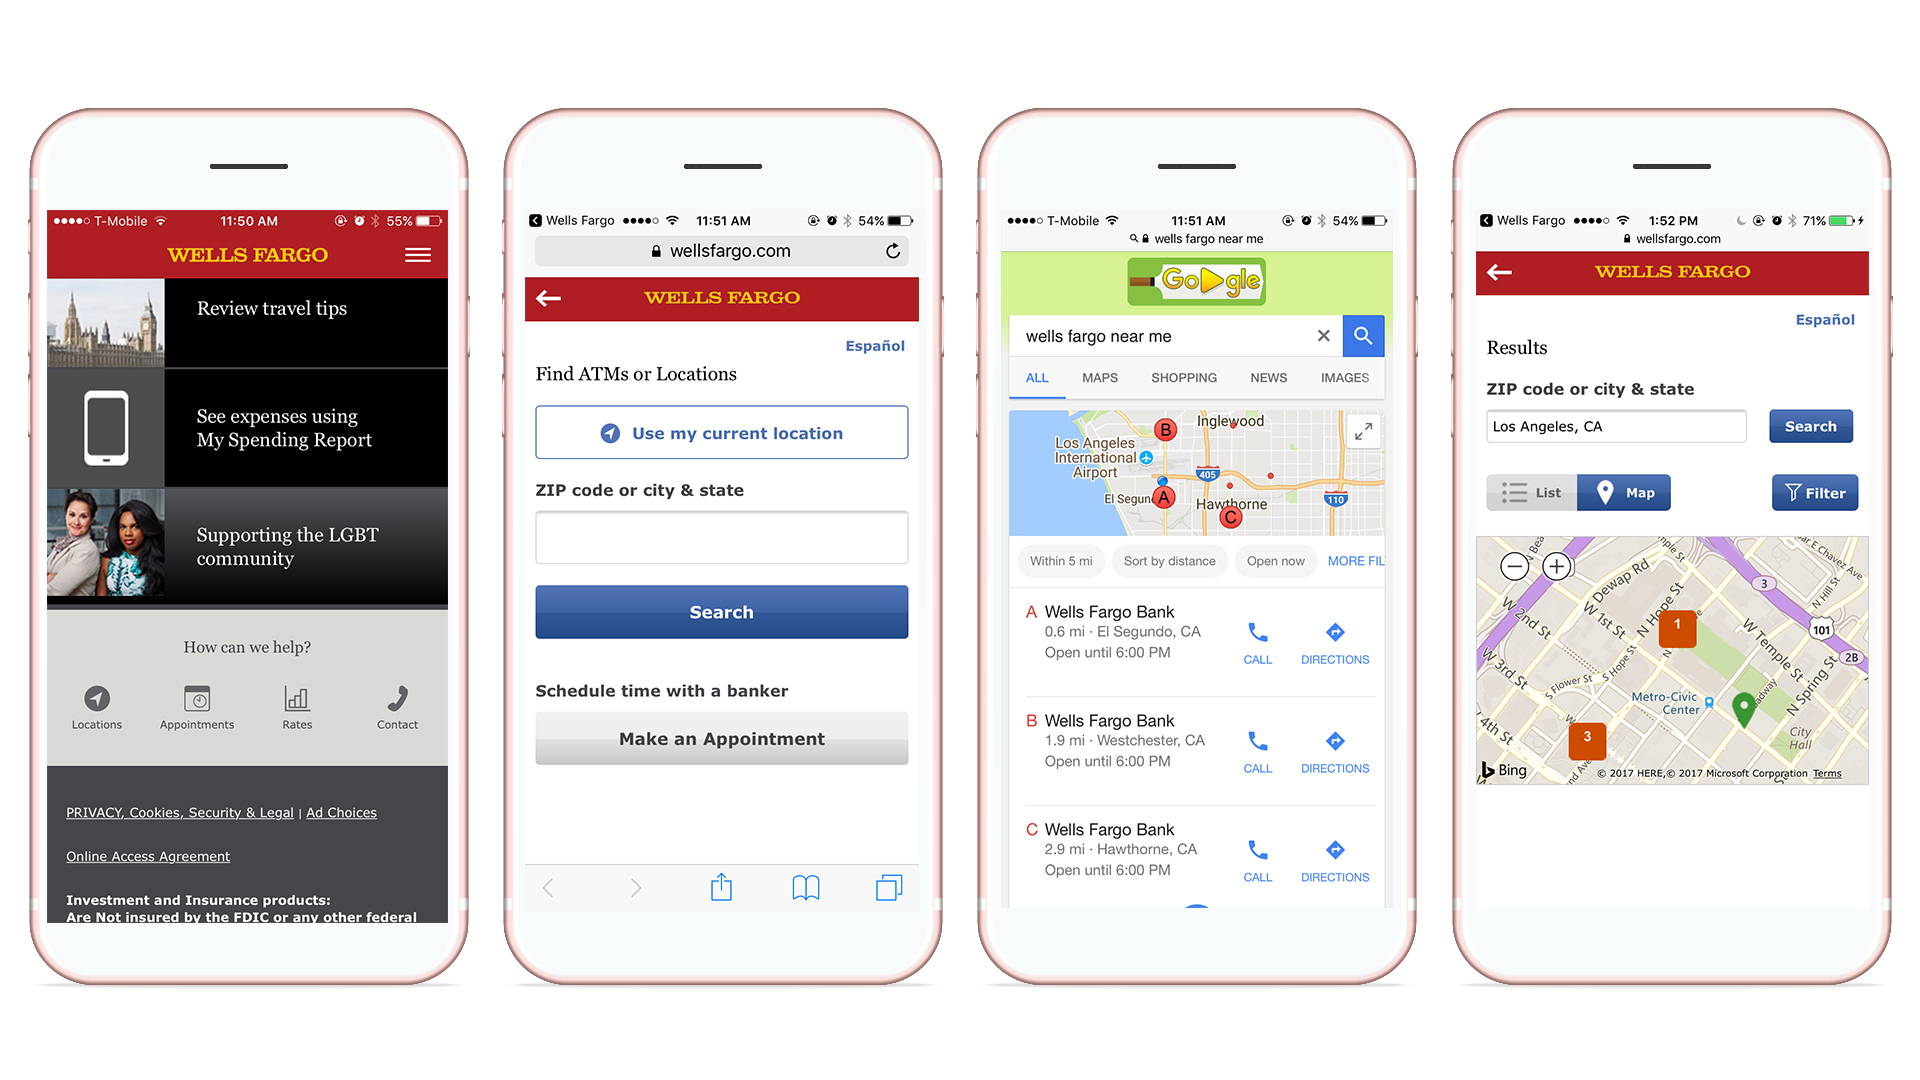 T-Mobile 11:50 AM 55%
WELLS FARGO
Review travel tips
See expenses using
My Spending Report
Supporting the LGBT
community
How can we help?
Locations Appointments Rates Contact
PRIVACY, Cookies, Security & Legal | Ad Choices
Online Access Agreement
Investment and Insurance products:
Are Not insured by the FDIC or any other federal
Wells Fargo 11:51 AM 54%
wellsfargo.com
WELLS FARGO
Español
Find ATMs or Locations
Use my current location
ZIP code or city & state
Search
Schedule time with a banker
Make an Appointment
T-Mobile 11:51 AM 54%
wells fargo near me
Google
wells fargo near me
ALL MAPS SHOPPING NEWS IMAGES
Inglewood
B
Los Angeles
International
Airport
405
El Segun
A
Hawthorne
110
C
Within 5 mi Sort by distance Open now MORE FIL
A Wells Fargo Bank
0.6 mi · El Segundo, CA
Open until 6:00 PM
CALL DIRECTIONS
B Wells Fargo Bank
1.9 mi · Westchester, CA
Open until 6:00 PM
CALL DIRECTIONS
C Wells Fargo Bank
2.9 mi · Hawthorne, CA
Open until 6:00 PM
CALL DIRECTIONS
Wells Fargo 1:52 PM 71%
wellsfargo.com
WELLS FARGO
Español
Results
ZIP code or city & state
Los Angeles, CA Search
List Map Filter
Dewap Rd
W Temple St
Cesar E Chavez Ave
N Hill St
3
W 2nd St
W 1st St
N Hope St
1
101
W Temple St
2B
W 3rd St
S Flower St
S Hope St
N Spring St
Metro-Civic
Center
W 4th St
3
City
Hall
Bing
© 2017 HERE,© 2017 Microsoft Corporation Terms